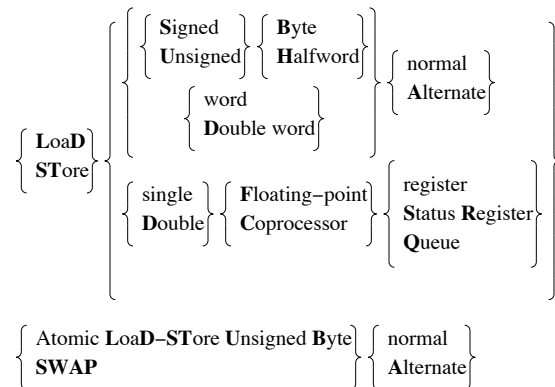 Signed Byte
Unsigned Halfword
normal
word Alternate
Double word
LoaD
STore
single Floating−point register
Double Coprocessor Status Register
Queue
Atomic LoaD−STore Unsigned Byte normal
SWAP Alternate